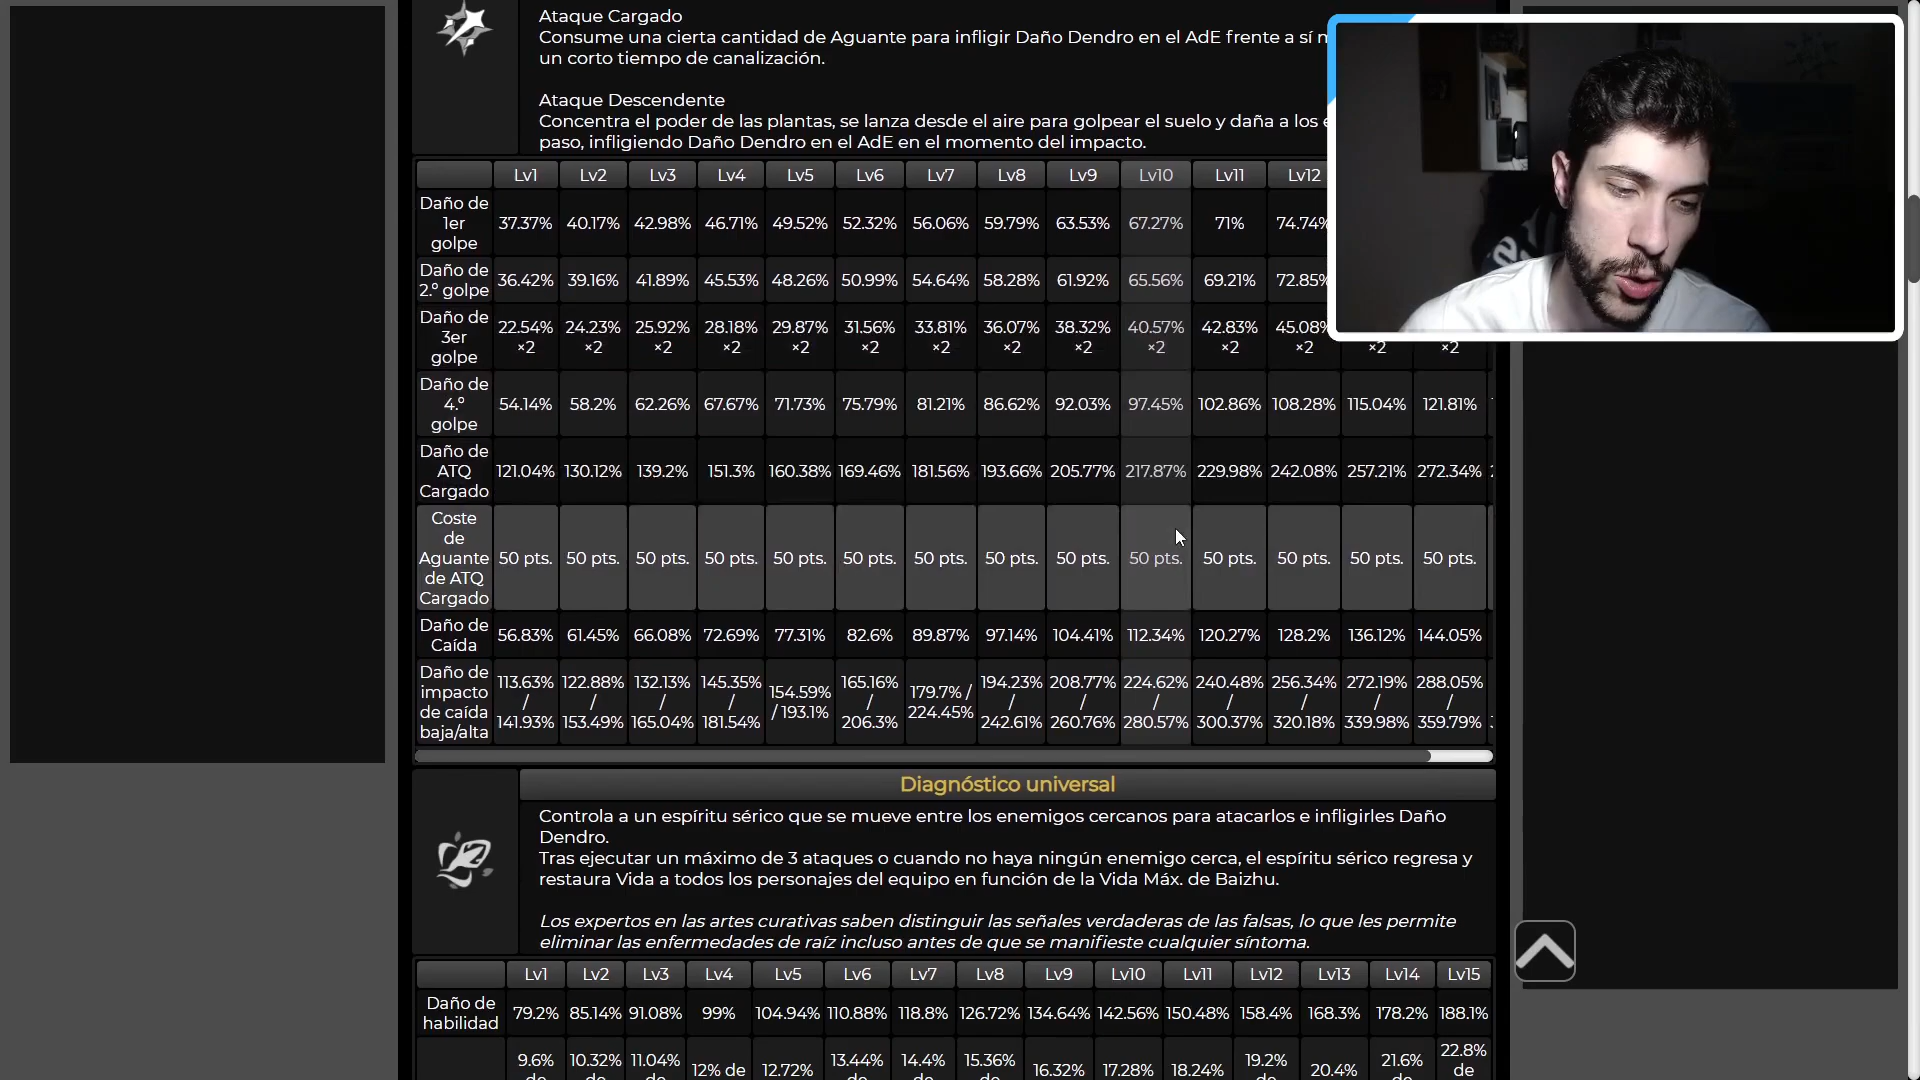 Ataque Cargado
Consume una cierta cantidad de Aguante para infligir Daño Dendro en el AdE frente a sí
un corto tiempo de canalización.
Ataque Descendente
Concentra el poder de las plantas, se lanza desde el aire para golpear el suelo y daña a los
paso, infligiendo Daño Dendro en el AdE en el momento del impacto.
Lv1 Lv2 Lv3 Lv4 Lv5 Lv6 Lv7 Lv8 Lv9 Lv10 Lv11 Lv12
Daño de
1er
golpe
37.37% 40.17% 42.98% 46.71% 49.52% 52.32% 56.06% 59.79% 63.53% 67.27% 71% 74.74%
Daño de
2.º golpe
36.42% 39.16% 41.89% 45.53% 48.26% 50.99% 54.64% 58.28% 61.92% 65.56% 69.21% 72.85%
Daño de
3er
golpe
22.54% 24.23% 25.92% 28.18% 29.87% 31.56% 33.81% 36.07% 38.32% 40.57% 42.83% 45.08%
×2 ×2 ×2 ×2 ×2 ×2 ×2 ×2 ×2 ×2 ×2 ×2 ×2 ×2
Daño de
4.º
golpe
54.14% 58.2% 62.26% 67.67% 71.73% 75.79% 81.21% 86.62% 92.03% 97.45% 102.86% 108.28% 115.04% 121.81%
Daño de
ATQ
Cargado
121.04% 130.12% 139.2% 151.3% 160.38% 169.46% 181.56% 193.66% 205.77% 217.87% 229.98% 242.08% 257.21% 272.34%
Coste
de
Aguante
de ATQ
Cargado
50 pts. 50 pts. 50 pts. 50 pts. 50 pts. 50 pts. 50 pts. 50 pts. 50 pts. 50 pts. 50 pts. 50 pts. 50 pts. 50 pts.
Daño de
Caída
56.83% 61.45% 66.08% 72.69% 77.31% 82.6% 89.87% 97.14% 104.41% 112.34% 120.27% 128.2% 136.12% 144.05%
Daño de
impacto
de caída
baja/alta
113.63% / 141.93% 122.88% / 153.49% 132.13% / 165.04% 145.35% / 181.54% 154.59% / 193.1% 165.16% / 206.3% 179.7% / 224.45% 194.23% / 242.61% 208.77% / 260.76% 224.62% / 280.57% 240.48% / 300.37% 256.34% / 320.18% 272.19% / 339.98% 288.05% / 359.79%
Diagnóstico universal
Controla a un espíritu sérico que se mueve entre los enemigos cercanos para atacarlos e infligirles Daño
Dendro.
Tras ejecutar un máximo de 3 ataques o cuando no haya ningún enemigo cerca, el espíritu sérico regresa y
restaura Vida a todos los personajes del equipo en función de la Vida Máx. de Baizhu.
Los expertos en las artes curativas saben distinguir las señales verdaderas de las falsas, lo que les permite
eliminar las enfermedades de raíz incluso antes de que se manifieste cualquier síntoma.
Lv1 Lv2 Lv3 Lv4 Lv5 Lv6 Lv7 Lv8 Lv9 Lv10 Lv11 Lv12 Lv13 Lv14 Lv15
Daño de
habilidad
79.2% 85.14% 91.08% 99% 104.94% 110.88% 118.8% 126.72% 134.64% 142.56% 150.48% 158.4% 168.3% 178.2% 188.1%
9.6% 10.32% 11.04% 12% de 12.72% 13.44% 14.4% 15.36% 16.32% 17.28% 18.24% 19.2% 20.4% 21.6% 22.8%
de